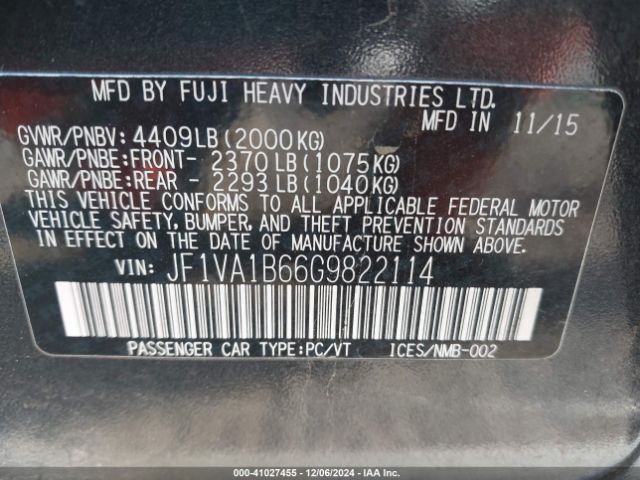 MFD BY FUJI HEAVY INDUSTRIES LTD.
MFD IN 11/15
GVWR/PNBV: 4409LB(2000KG)
GAWR/PNBE:FRONT- 2370LB(1075KG)
GAWR/PNBE:REAR - 2293LB(1040KG)
THIS VEHICLE CONFORMS TO ALL APPLICABLE FEDERAL MOTOR
VEHICLE SAFETY, BUMPER, AND THEFT PREVENTION STANDARDS
IN EFFECT ON THE DATE OF MANUFACTURE SHOWN ABOVE.
VIN: JF1VA1B66G9822114
PASSENGER CAR TYPE:PC/VT ICES/NMB-002
000-41027455 - 12/06/2024 - IAA Inc.